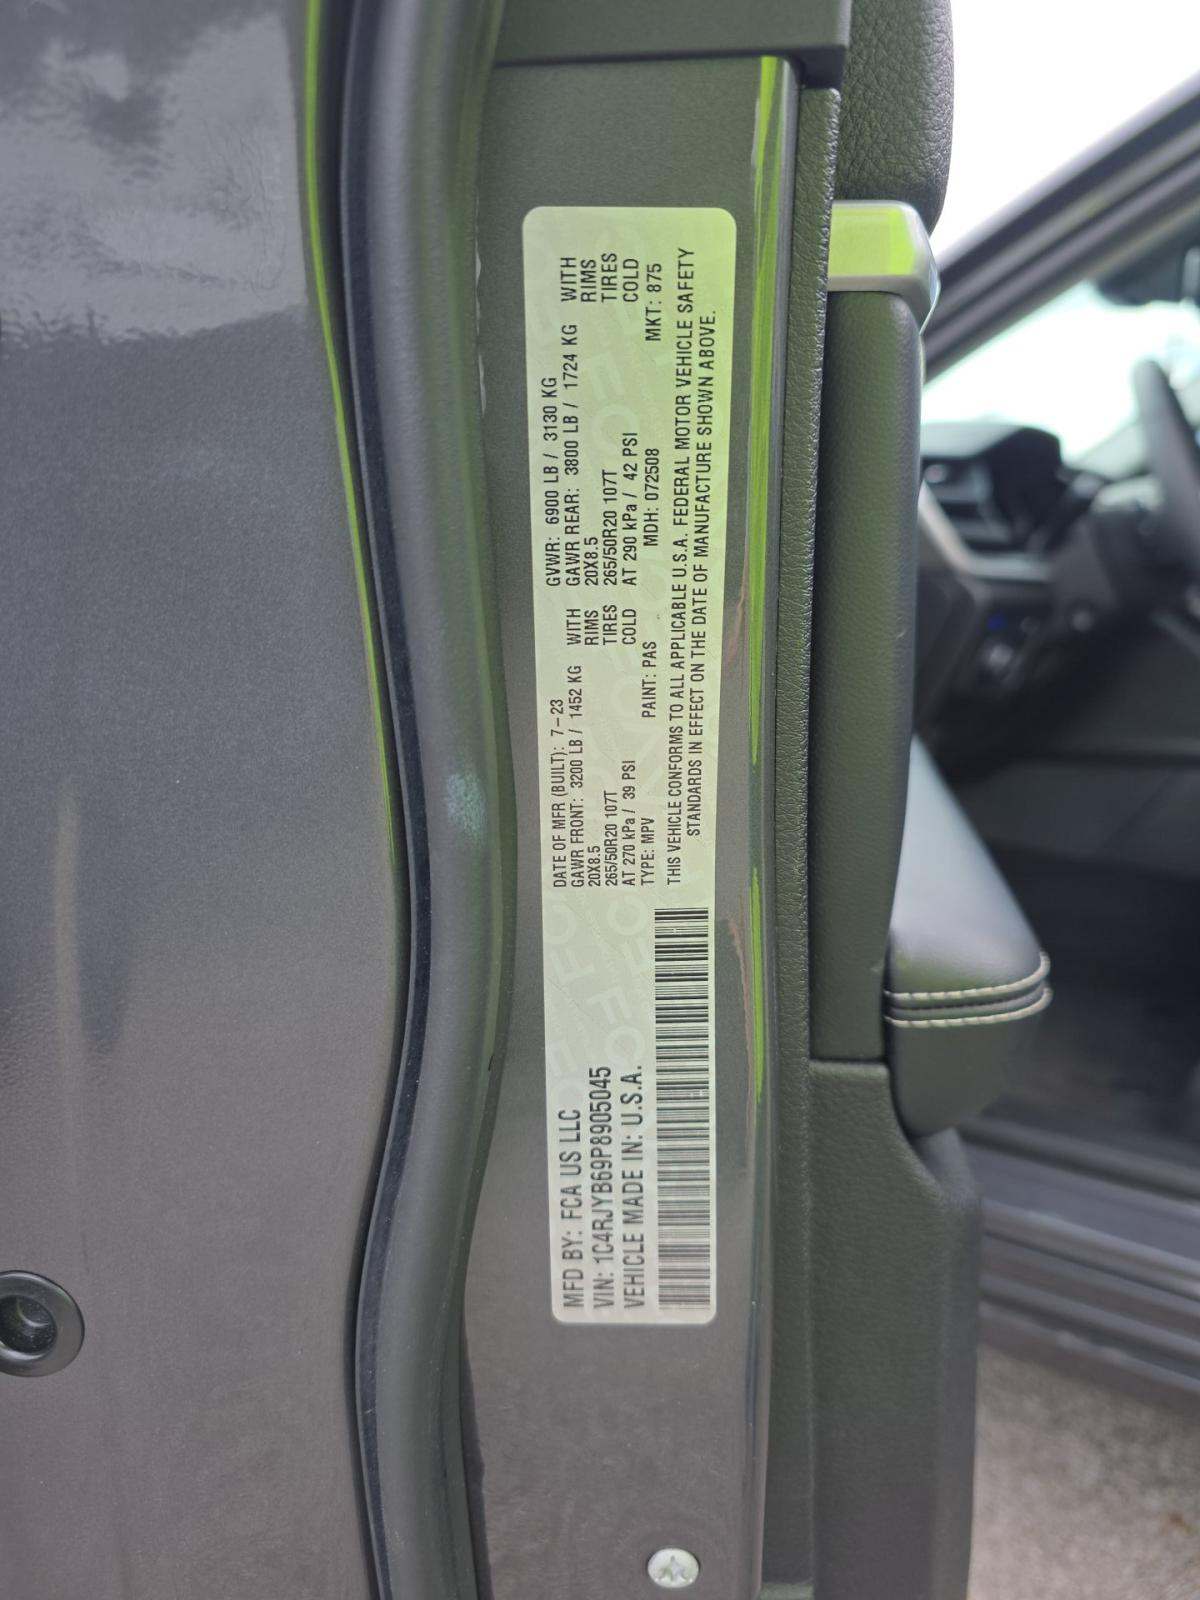 MFD BY: FCA US LLC
VIN: 1C4RJYB69P8905045
VEHICLE MADE IN: U.S.A.
DATE OF MFR (BUILT): 7-23
GAWR FRONT: 3200 LB / 1452 KG WITH
20X8.5 RIMS
265/50R20 107T TIRES
AT 270 kPa / 39 PSI COLD
GVWR: 6900 LB / 3130 KG
GAWR REAR: 3800 LB / 1724 KG WITH
20X8.5 RIMS
265/50R20 107T TIRES
AT 290 kPa / 42 PSI COLD
TYPE: MPV PAINT: PAS MDH: 072508 MKT: 875
THIS VEHICLE CONFORMS TO ALL APPLICABLE U.S.A. FEDERAL MOTOR VEHICLE SAFETY
STANDARDS IN EFFECT ON THE DATE OF MANUFACTURE SHOWN ABOVE.